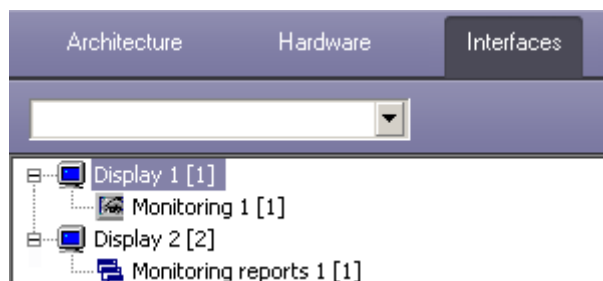 Architecture Hardware Interfaces
Display 1 [1]
Monitoring 1 [1]
Display 2 [2]
Monitoring reports 1 [1]